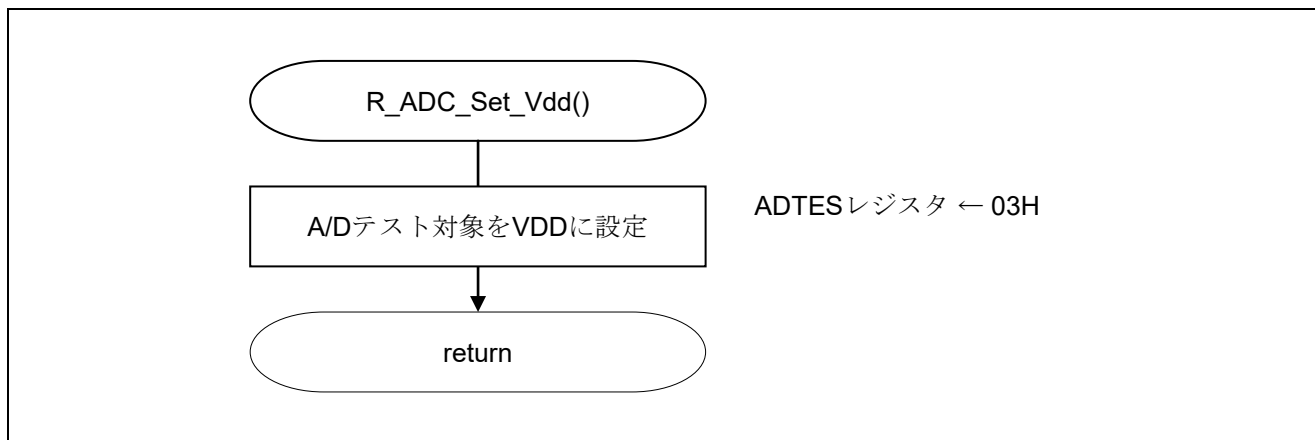 R_ADC_Set_Vdd()
A/Dテスト対象をVDDに設定
ADTESレジスタ ← 03H
return